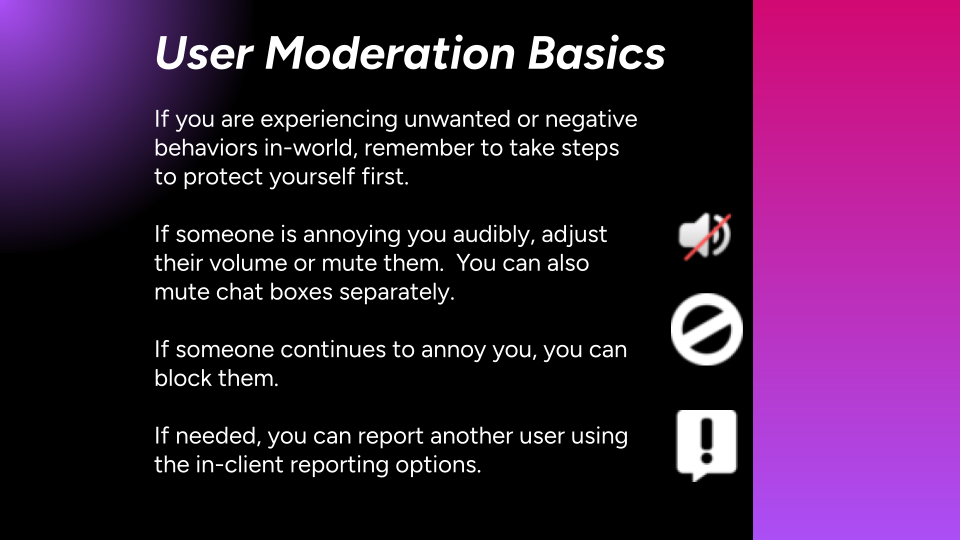 User Moderation Basics
If you are experiencing unwanted or negative
behaviors in-world, remember to take steps
to protect yourself first.
If someone is annoying you audibly, adjust
their volume or mute them.  You can also
mute chat boxes separately.
If someone continues to annoy you, you can
block them.
If needed, you can report another user using
the in-client reporting options.